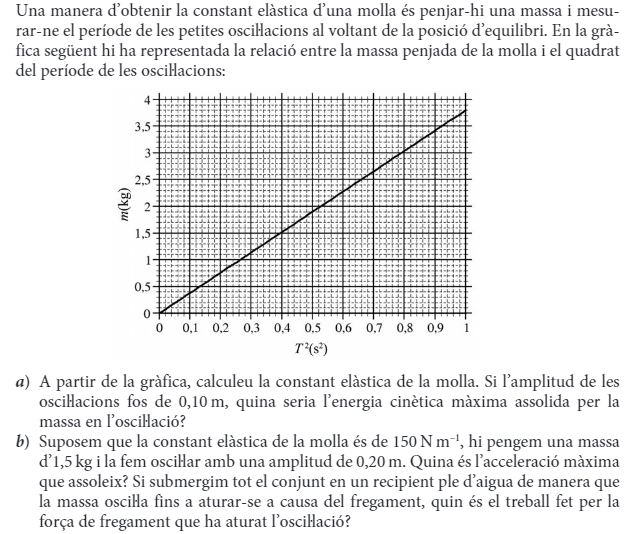 Una manera d’obtenir la constant elàstica d’una molla és penjar-hi una massa i mesu-
rar-ne el període de les petites oscil·lacions al voltant de la posició d’equilibri. En la grà-
fica següent hi ha representada la relació entre la massa penjada de la molla i el quadrat
del període de les oscil·lacions:
4
3,5
3
2,5
2
1,5
1
0,5
0
m(kg)
0 0,1 0,2 0,3 0,4 0,5 0,6 0,7 0,8 0,9 1
T²(s²)
a) A partir de la gràfica, calculeu la constant elàstica de la molla. Si l’amplitud de les
oscil·lacions fos de 0,10 m, quina seria l’energia cinètica màxima assolida per la
massa en l’oscil·lació?
b) Suposem que la constant elàstica de la molla és de 150 N m⁻¹, hi pengem una massa
d’1,5 kg i la fem oscil·lar amb una amplitud de 0,20 m. Quina és l’acceleració màxima
que assoleix? Si submergim tot el conjunt en un recipient ple d’aigua de manera que
la massa oscil·la fins a aturar-se a causa del fregament, quin és el treball fet per la
força de fregament que ha aturat l’oscil·lació?